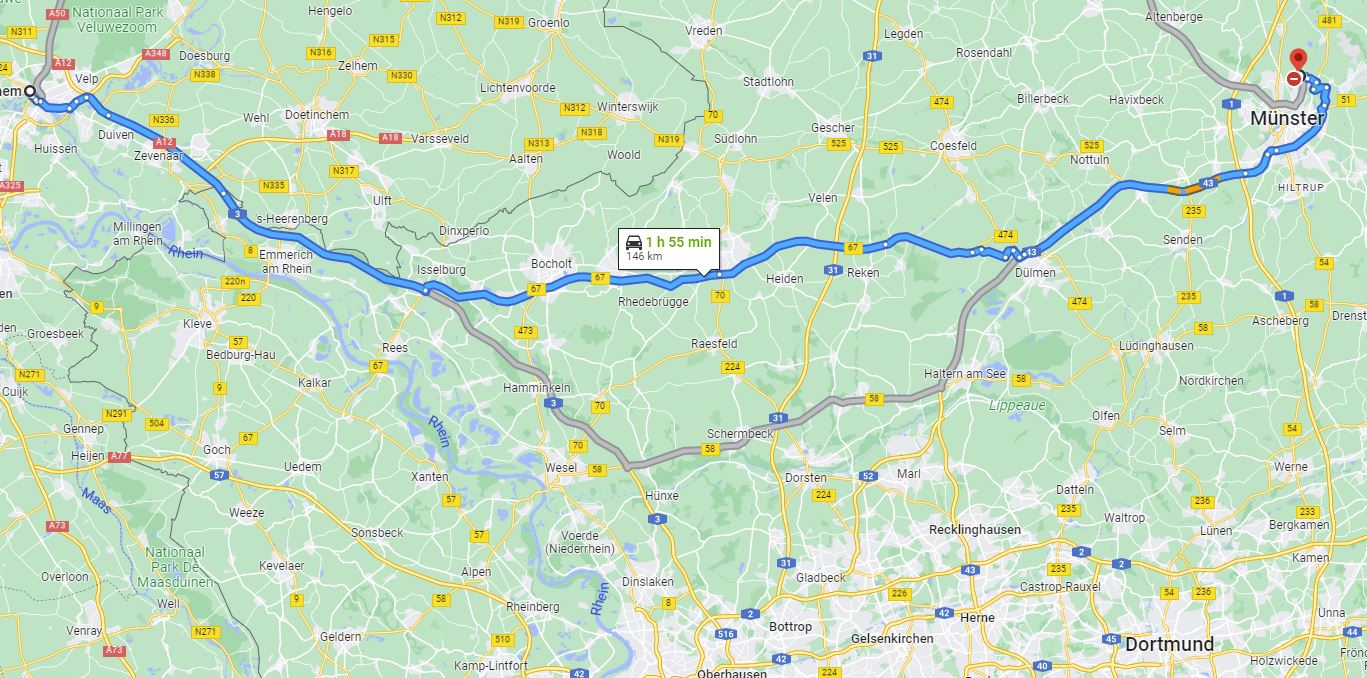 A50
Nationaal Park
Veluwezoom
Hengelo
N312
N319
Groenlo
Vreden
Legden
Altenberge
481
N311
A12
A348
Doesburg
N315
N316
Zelhem
31
Rosendahl
24
Velp
N338
N330
Lichtenvoorde
Stadtlohn
Billerbeck
Havixbeck
hem
N312
Winterswijk
474
1
51
Duiven
N336
Wehl
Doetinchem
70
Münster
A12
A18
A18
Varsseveld
N318
N319
Südlohn
Gescher
Huissen
Zevenaar
N313
Woold
525
525
Coesfeld
525
Aalten
Nottuln
A325
N317
N335
Ulft
Velen
43
HILTRUP
3
's-Heerenberg
235
Millingen
am Rhein
Dinxperlo
474
Senden
Rhein
8
Emmerich
am Rhein
1 h 55 min
146 km
67
43
Isselburg
Bocholt
31
Reken
Dülmen
54
220n
67
Heiden
en
220
67
70
474
235
1
9
Rhedebrügge
58
Kleve
473
Ascheberg
Drenst
den
Groesbeek
57
Rees
Raesfeld
58
Bedburg-Hau
67
Lüdinghausen
N271
9
Kalkar
224
Haltern am See
58
Nordkirchen
Cuijk
Hamminkeln
58
Lippeaue
N291
504
3
70
31
Olfen
Gennep
67
Rhein
Schermbeck
Selm
54
Heijen
A77
Goch
70
58
57
Uedem
Xanten
Wesel
58
Dorsten
52
Marl
Werne
Maas
Weeze
57
Hünxe
224
Datteln
236
A73
3
235
Waltrop
Lünen
233
Bergkamen
Sonsbeck
57
Voerde
(Niederrhein)
Recklinghausen
Nationaal
Park De
Maasduinen
Kevelaer
31
2
2
Kamen
Overloon
Alpen
Dinslaken
Gladbeck
43
235
Castrop-Rauxel
Well
9
58
Rheinberg
Rhein
8
226
54
236
Venray
N271
2
Bottrop
42
Herne
Unna
A73
Geldern
510
516
Gelsenkirchen
45
Dortmund
44
Fron
Kamp-Lintfort
42
42
Oberhausen
224
40
Holzwickede